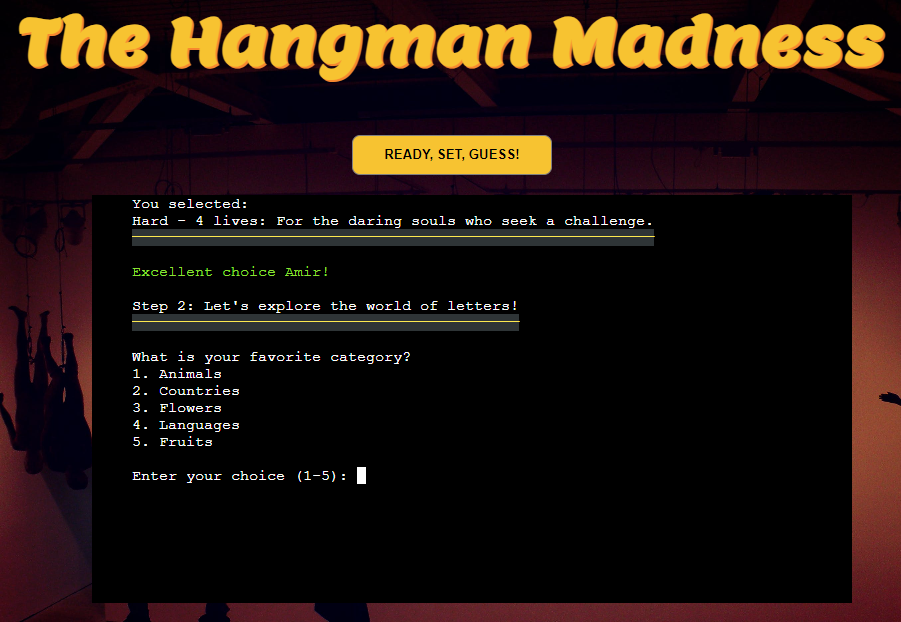 The Hangman Madness
READY, SET, GUESS!
You selected:
Hard - 4 lives: For the daring souls who seek a challenge.
Excellent choice Amir!
Step 2: Let's explore the world of letters!
What is your favorite category?
1. Animals
2. Countries
3. Flowers
4. Languages
5. Fruits
Enter your choice (1-5):